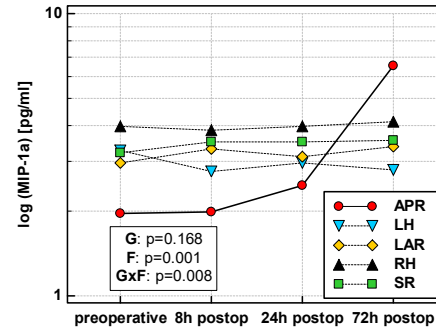 10
log (MIP-1a) [pg/ml]
1
G: p=0.168
F: p=0.001
GxF: p=0.008
APR
LH
LAR
RH
SR
preoperative 8h postop 24h postop 72h postop